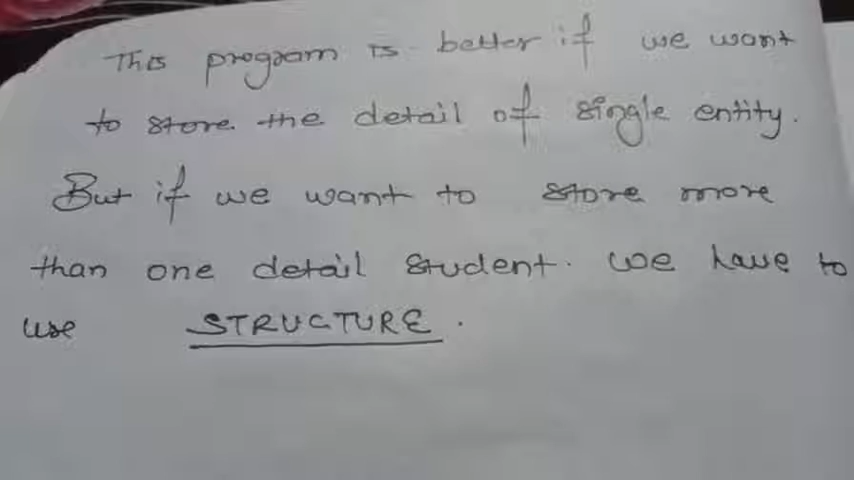 This program is better if we want
to store the detail of single entity.
But if we want to store more
than one detail student. We have to
use STRUCTURE.